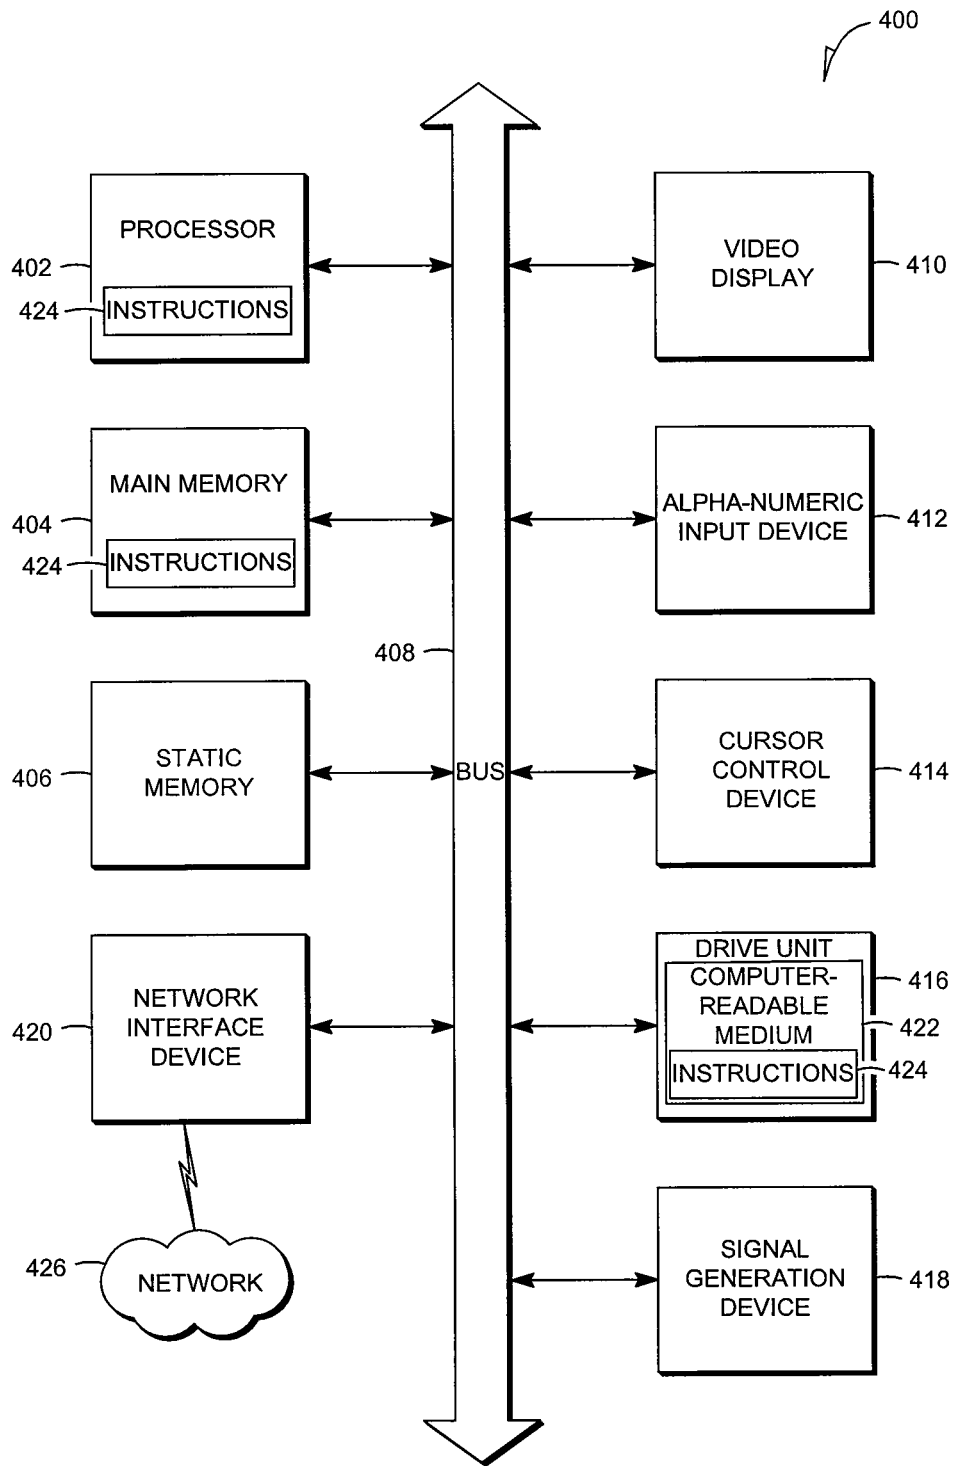 400
PROCESSOR
402
424
INSTRUCTIONS
VIDEO
DISPLAY
410
MAIN MEMORY
404
424
INSTRUCTIONS
ALPHA-NUMERIC
INPUT DEVICE
412
408
STATIC
MEMORY
406
BUS
CURSOR
CONTROL
DEVICE
414
NETWORK
INTERFACE
DEVICE
420
DRIVE UNIT
COMPUTER-
READABLE
MEDIUM
416
422
INSTRUCTIONS
424
426
NETWORK
SIGNAL
GENERATION
DEVICE
418